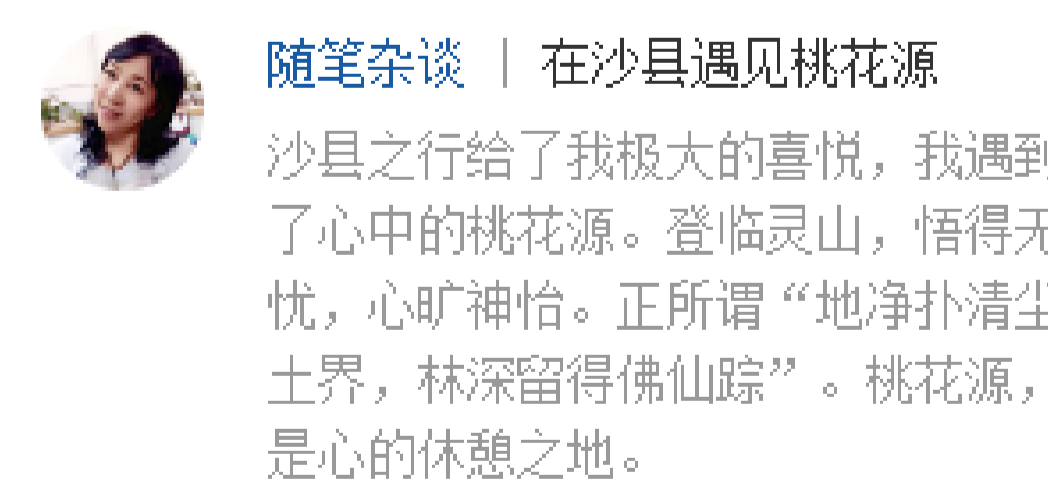 随笔杂谈 | 在沙县遇见桃花源
沙县之行给了我极大的喜悦，我遇到
了心中的桃花源。登临灵山，悟得无
忧，心旷神怡。正所谓“地净扑清尘
土界，林深留得佛仙踪”。桃花源，
是心的休憩之地。